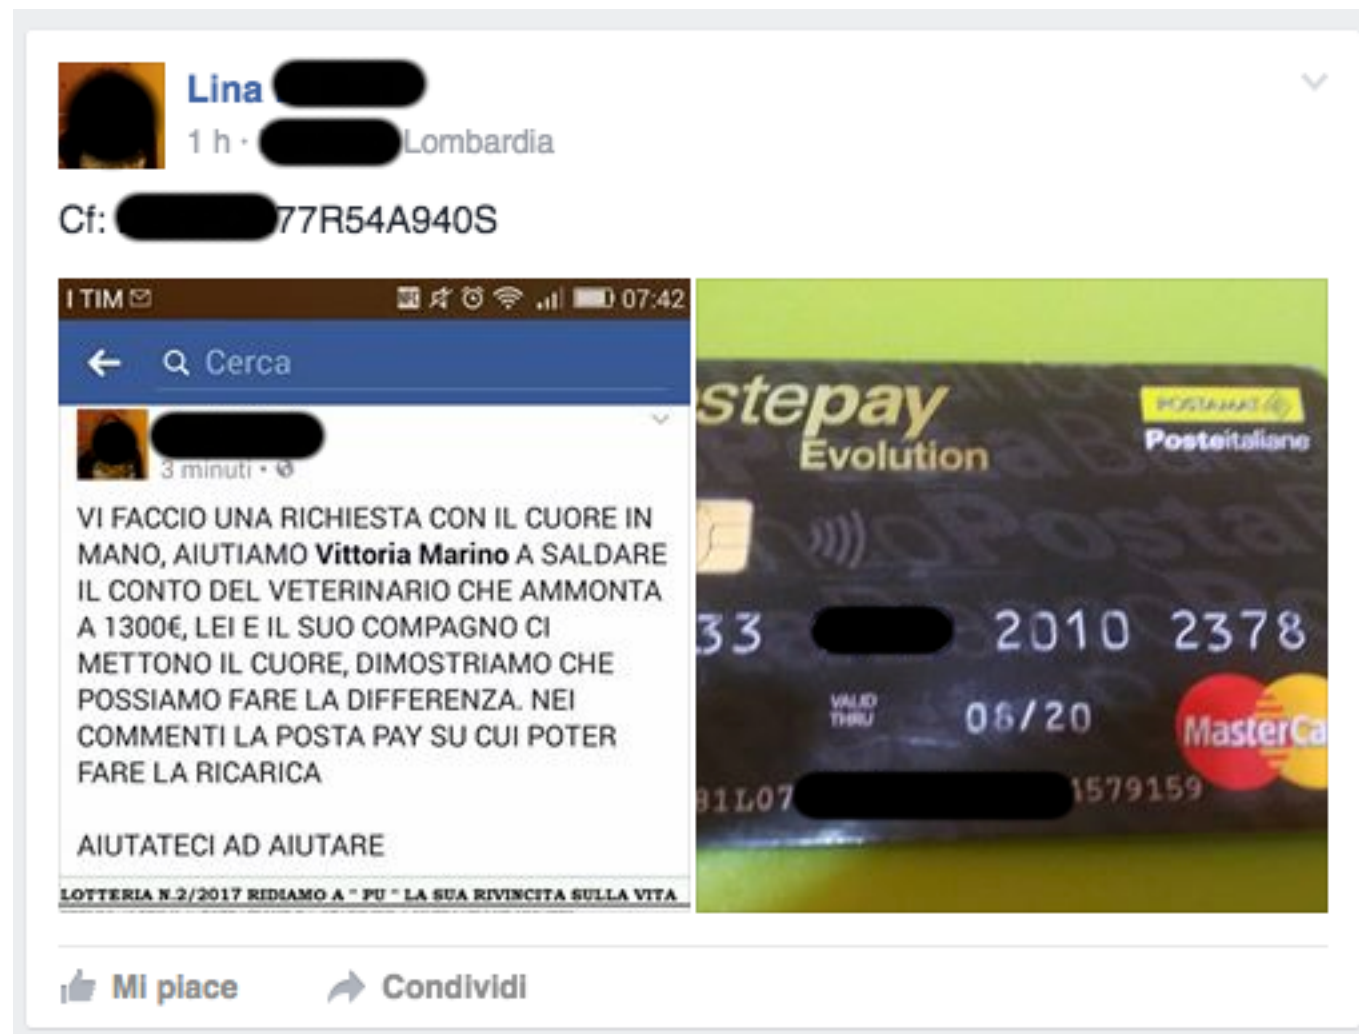 Lina
1 h · Lombardia
Cf: 77R54A940S
I TIM 07:42
Cerca
3 minuti
VI FACCIO UNA RICHIESTA CON IL CUORE IN
MANO, AIUTIAMO Vittoria Marino A SALDARE
IL CONTO DEL VETERINARIO CHE AMMONTA
A 1300€, LEI E IL SUO COMPAGNO CI
METTONO IL CUORE, DIMOSTRIAMO CHE
POSSIAMO FARE LA DIFFERENZA. NEI
COMMENTI LA POSTA PAY SU CUI POTER
FARE LA RICARICA
AIUTATECI AD AIUTARE
LOTTERIA N.2/2017 RIDIAMO A " PU " LA SUA RIVINCITA SULLA VITA
stepay
Evolution
POSTAMAT
Posteitaliane
33 2010 2378
VALID
THRU
08/20
MasterCa
31L07 1579159
Mi piace
Condividi